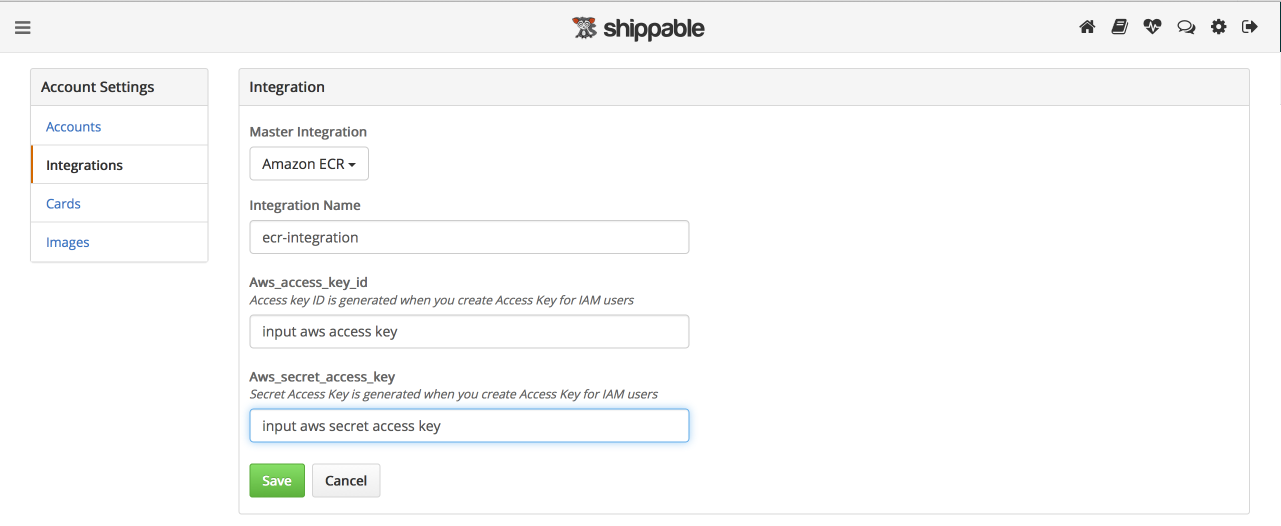 shippable
Account Settings
Accounts
Integrations
Cards
Images
Integration
Master Integration
Amazon ECR
Integration Name
ecr-integration
Aws_access_key_id
Access key ID is generated when you create Access Key for IAM users
input aws access key
Aws_secret_access_key
Secret Access Key is generated when you create Access Key for IAM users
input aws secret access key
Save Cancel